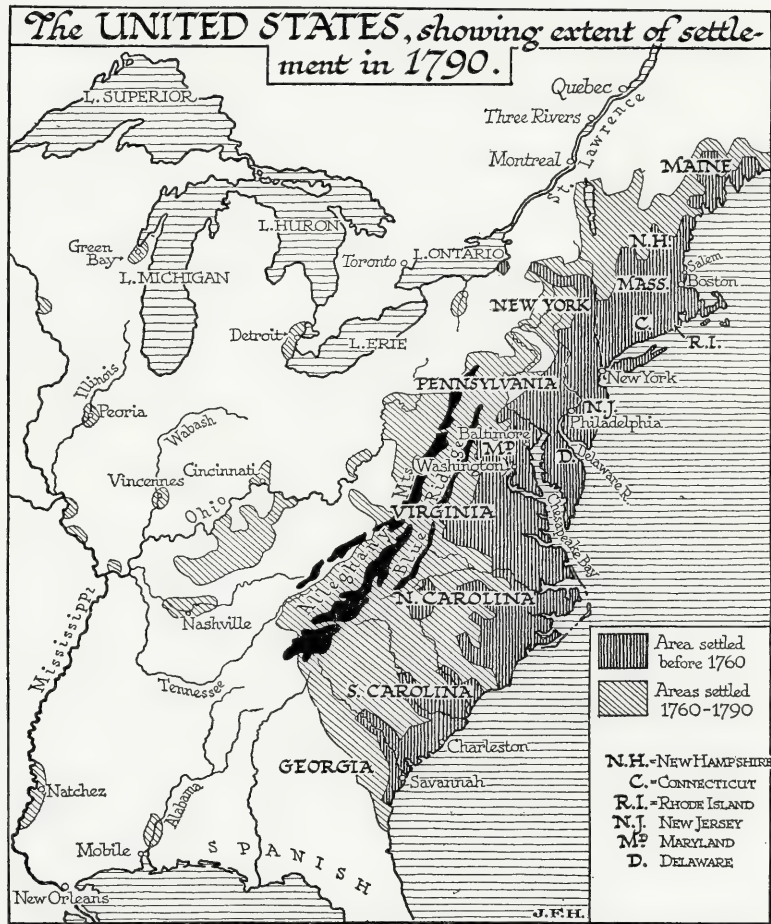 The UNITED STATES, showing extent of settle-
ment in 1790.
L. SUPERIOR
Quebec
Three Rivers
Montreal
St. Lawrence
MAINE
L. HURON
Green
Bay
L. MICHIGAN
Toronto
L. ONTARIO
N.H.
Salem
Boston
MASS.
NEW YORK
C.
R.I.
Detroit
L. ERIE
New York
Illinois
Peoria
PENNSYLVANIA
N.J.
Philadelphia
Wabash
Baltimore
MD
Washington
D.
Delaware R.
Cincinnati
Vincennes
Ohio
Alleghany Mts
Blue Ridge
VIRGINIA
Chesapeake Bay
N. CAROLINA
Mississippi
Nashville
Tennessee
S. CAROLINA
Charleston
GEORGIA
Savannah
Natchez
Alabama
Mobile
SPANISH
New Orleans
J.F.H.
Area settled
before 1760
Areas settled
1760-1790
N.H.=NEW HAMPSHIRE
C.=CONNECTICUT
R.I.=RHODE ISLAND
N.J. NEW JERSEY
MD MARYLAND
D. DELAWARE